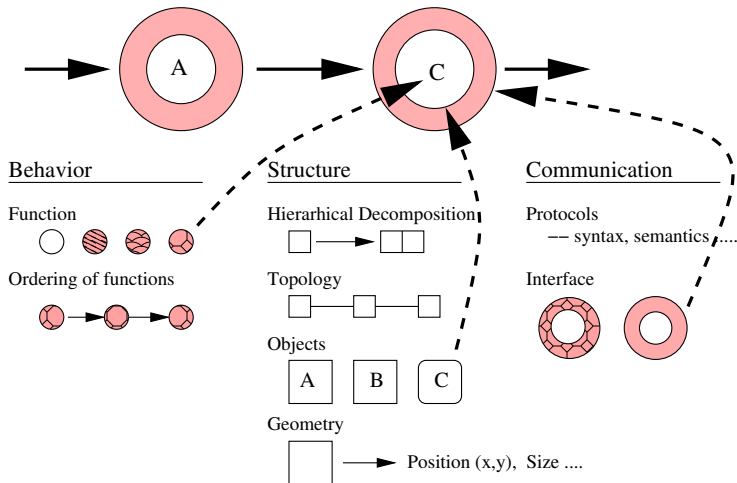 A
C
Behavior
Function
Ordering of functions
Structure
Hierarhical Decomposition
Topology
Objects
A B C
Geometry
Position (x,y), Size ....
Communication
Protocols
−− syntax, semantics .....
Interface